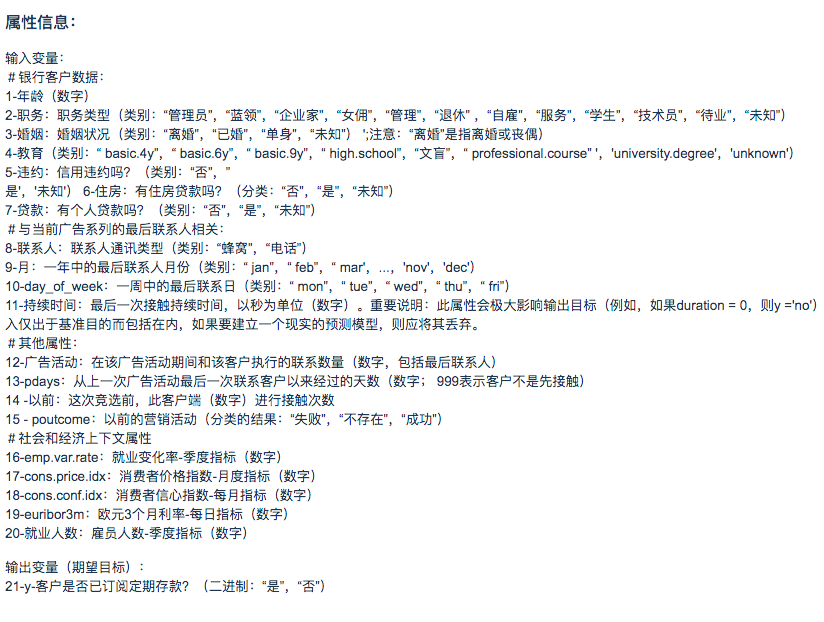 属性信息：
输入变量：
＃银行客户数据：
1-年龄（数字）
2-职务：职务类型（类别：“管理员”，“蓝领”，“企业家”，“女佣”，“管理”，“退休” ，“自雇”，“服务”，“学生”，“技术员”，“待业”，“未知”）
3-婚姻：婚姻状况（类别：“离婚”，“已婚”，“单身”，“未知”） ';注意：“离婚”是指离婚或丧偶）
4-教育（类别：“ basic.4y”，“ basic.6y”，“ basic.9y”，“ high.school”，“文盲”，“ professional.course” '，'university.degree'，'unknown'）
5-违约：信用违约吗？（类别：“否”，”
是'，'未知'） 6-住房：有住房贷款吗？（分类：“否”，“是”，“未知”）
7-贷款：有个人贷款吗？（类别：“否”，“是”，“未知”）
＃与当前广告系列的最后联系人相关：
8-联系人：联系人通讯类型（类别：“蜂窝”，“电话”）
9-月：一年中的最后联系人月份（类别：“ jan”，“ feb”，“ mar'，...，'nov'，'dec'）
10-day_of_week：一周中的最后联系日（类别：“ mon”，“ tue”，“ wed”，“ thu”，“ fri”）
11-持续时间：最后一次接触持续时间，以秒为单位（数字）。重要说明：此属性会极大影响输出目标（例如，如果duration = 0，则y ='no'）
入仅出于基准目的而包括在内，如果要建立一个现实的预测模型，则应将其丢弃。
＃其他属性：
12-广告活动：在该广告活动期间和该客户执行的联系数量（数字，包括最后联系人）
13-pdays：从上一次广告活动最后一次联系客户以来经过的天数（数字； 999表示客户不是先接触）
14 -以前：这次竞选前，此客户端（数字）进行接触次数
15 - poutcome：以前的营销活动（分类的结果：“失败”，“不存在”，“成功”）
＃社会和经济上下文属性
16-emp.var.rate：就业变化率-季度指标（数字）
17-cons.price.idx：消费者价格指数-月度指标（数字）
18-cons.conf.idx：消费者信心指数-每月指标（数字）
19-euribor3m：欧元3个月利率-每日指标（数字）
20-就业人数：雇员人数-季度指标（数字）
输出变量（期望目标）：
21-y-客户是否已订阅定期存款？（二进制：“是”，“否”）